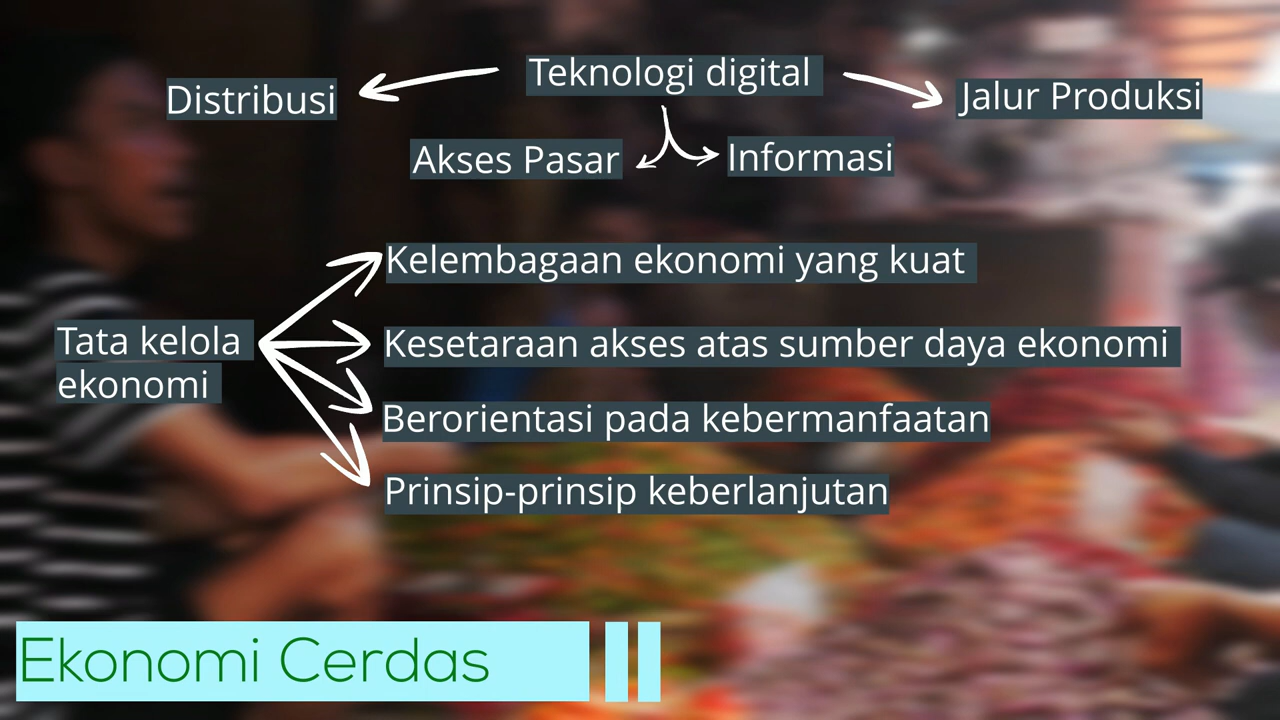 Teknologi digital
Distribusi
Jalur Produksi
Akses Pasar
Informasi
Kelembagaan ekonomi yang kuat
Tata kelola
ekonomi
Kesetaraan akses atas sumber daya ekonomi
Berorientasi pada kebermanfaatan
Prinsip-prinsip keberlanjutan
Ekonomi Cerdas